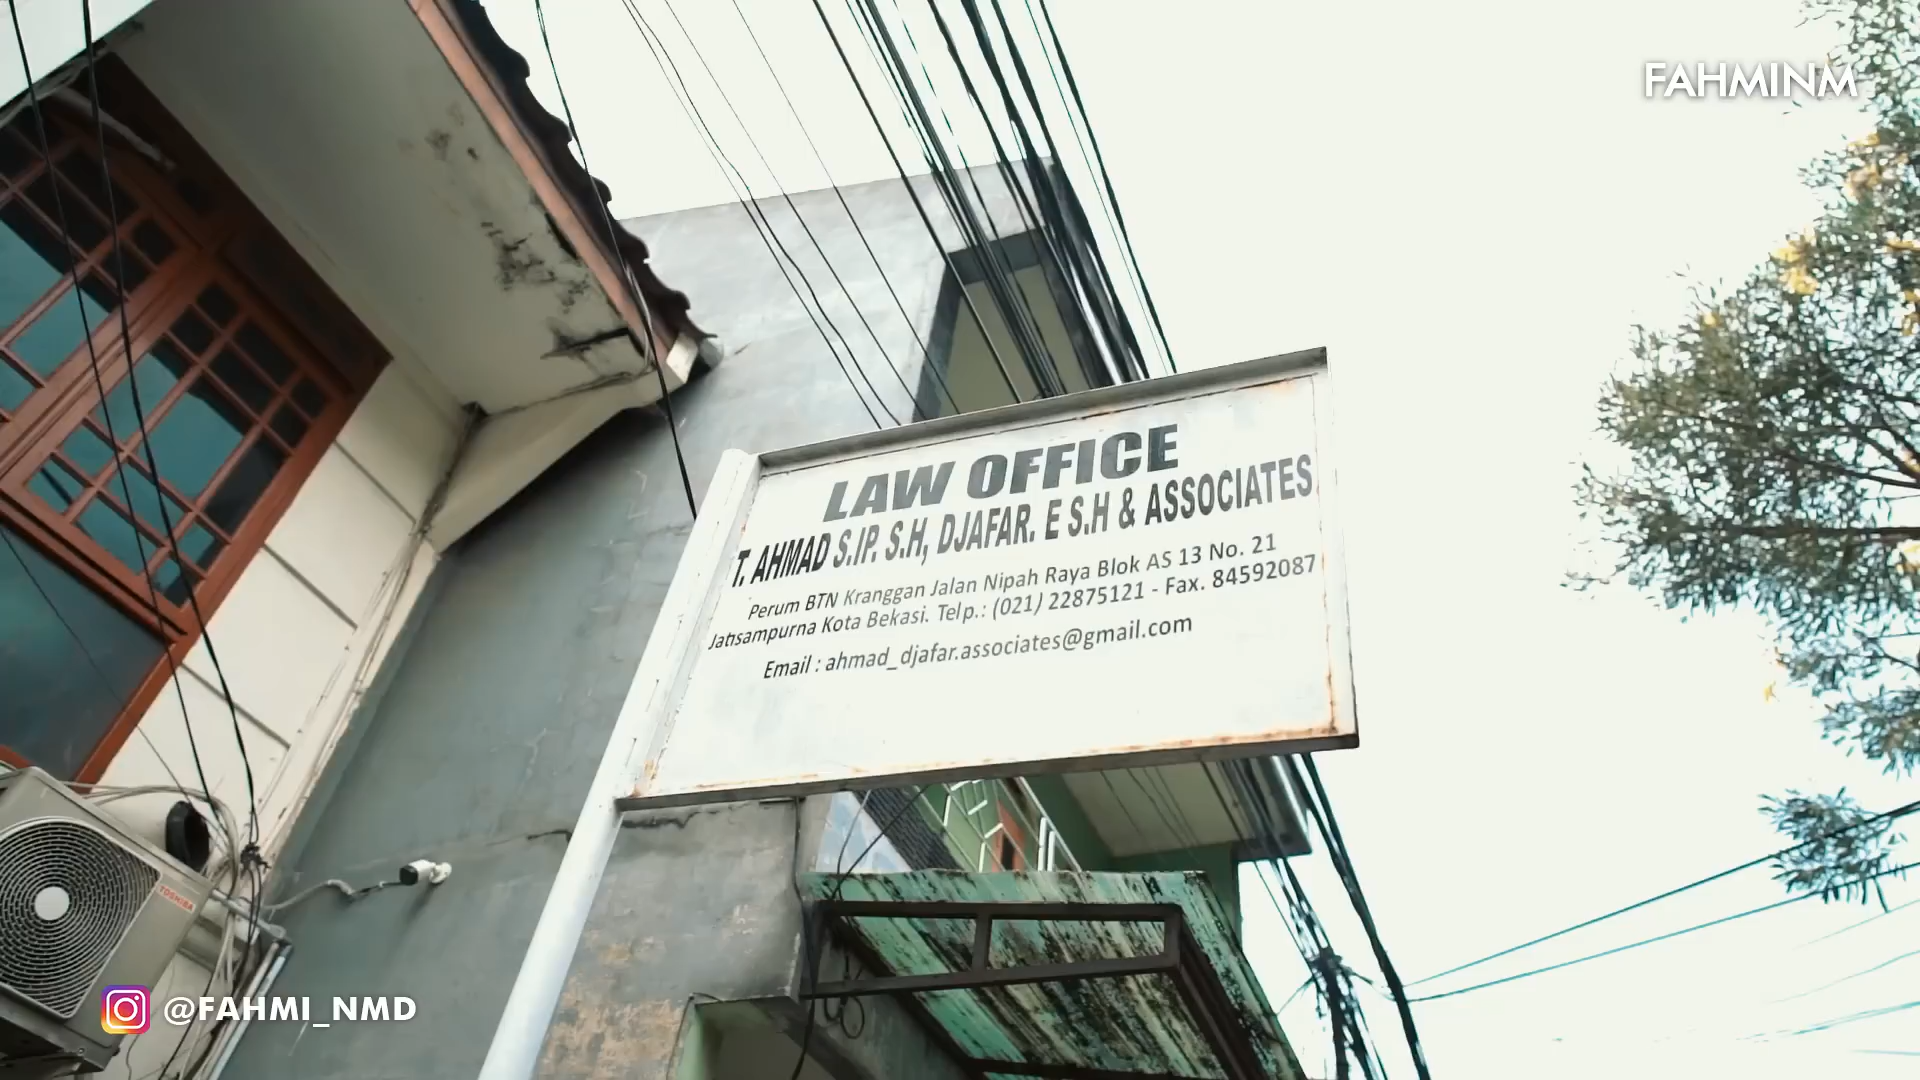 FAHMINM
LAW OFFICE
T. AHMAD S.IP. S.H, DJAFAR. E S.H & ASSOCIATES
Perum BTN Kranggan Jalan Nipah Raya Blok AS 13 No. 21
Jatisampurna Kota Bekasi. Telp.: (021) 22875121 - Fax. 84592087
Email : ahmad_djafar.associates@gmail.com
TOSHIBA
@FAHMI_NMD